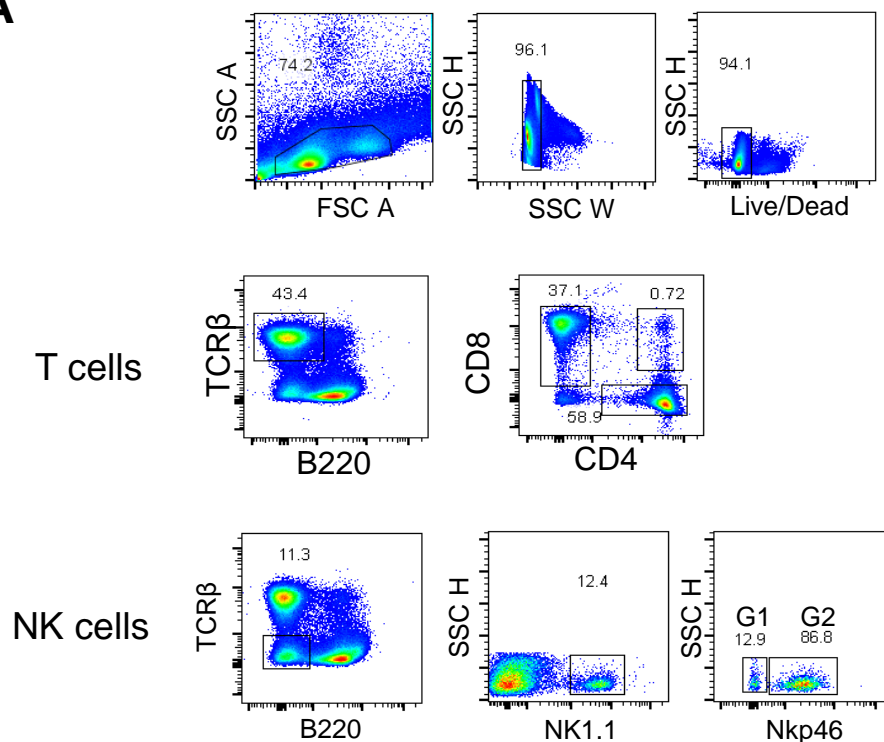 A
74.2
SSC A
FSC A
96.1
SSC H
SSC W
94.1
SSC H
Live/Dead
T cells
43.4
TCRβ
B220
37.1
0.72
58.9
CD8
CD4
NK cells
11.3
TCRβ
B220
12.4
SSC H
NK1.1
G1 G2
12.9 86.8
SSC H
Nkp46